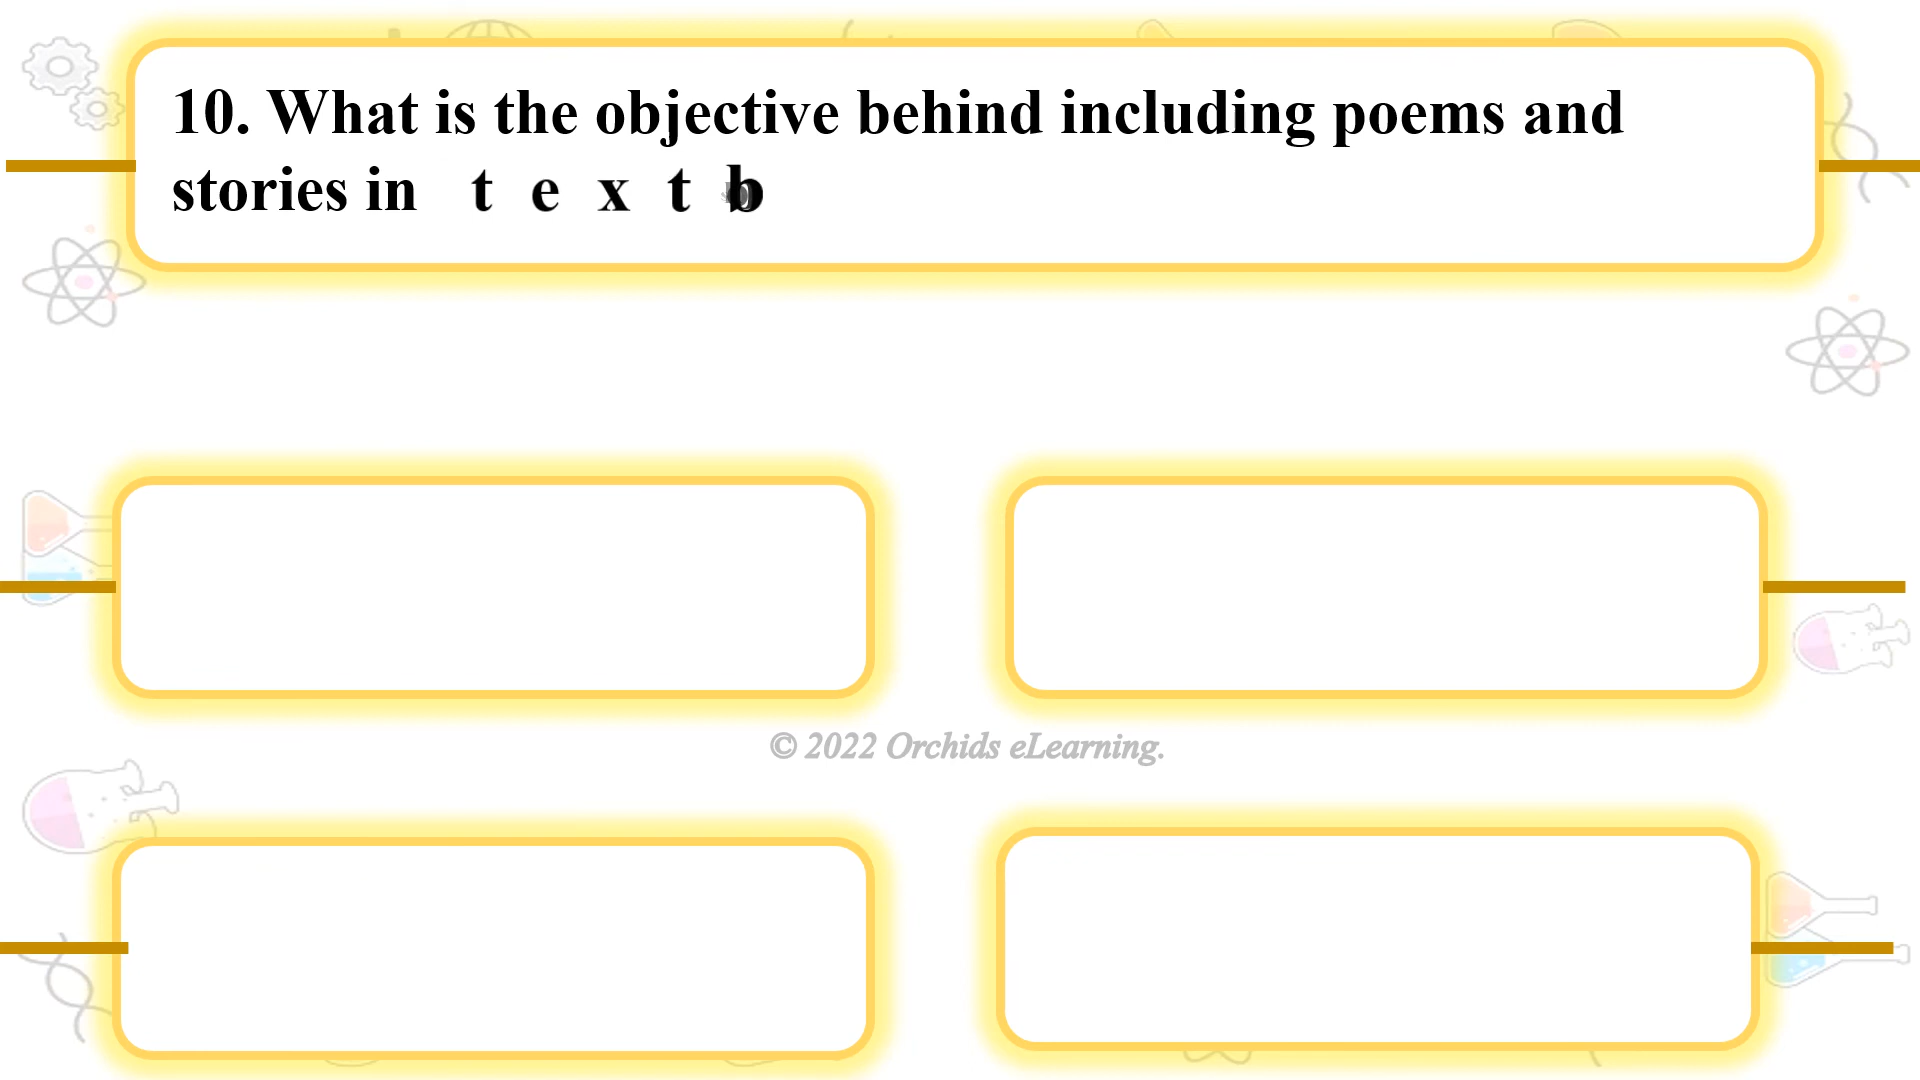 10. What is the objective behind including poems and
stories in t e x t b
© 2022 Orchids eLearning.